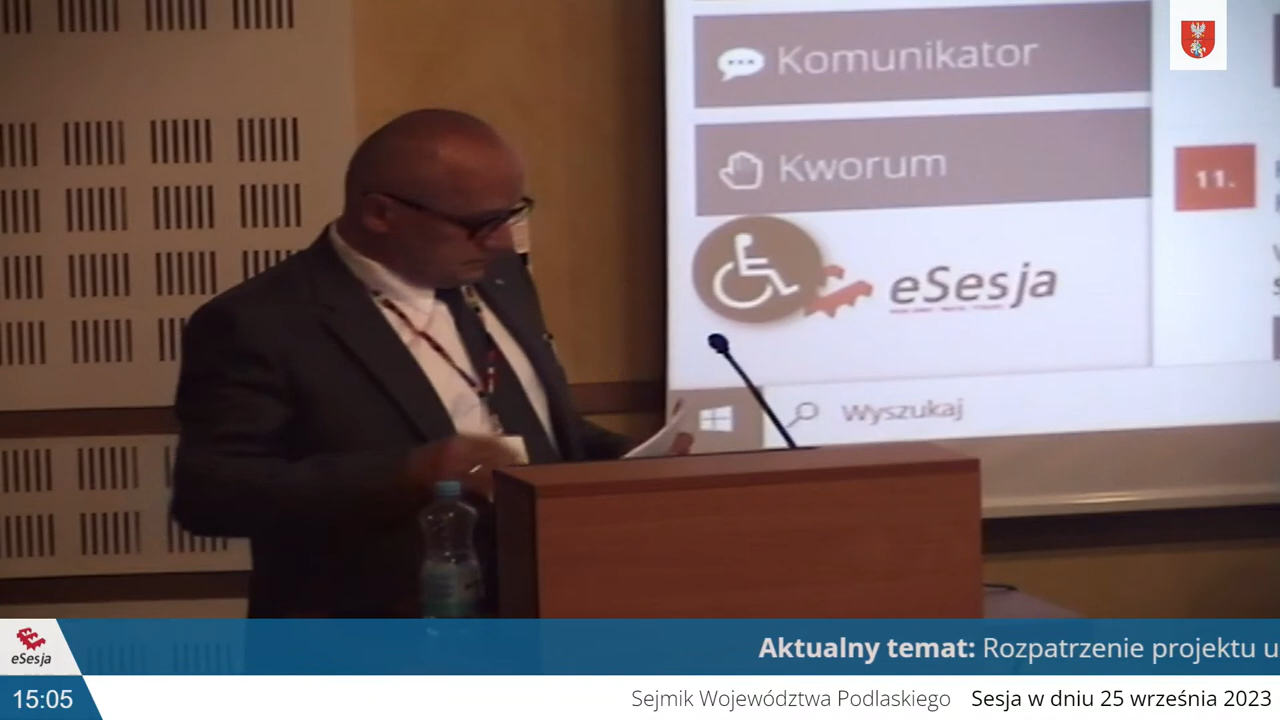 Komunikator
Kworum
11.
eSesja
Wyszukaj
Aktualny temat: Rozpatrzenie projektu u
eSesja
15:05
Sejmik Województwa Podlaskiego Sesja w dniu 25 września 2023